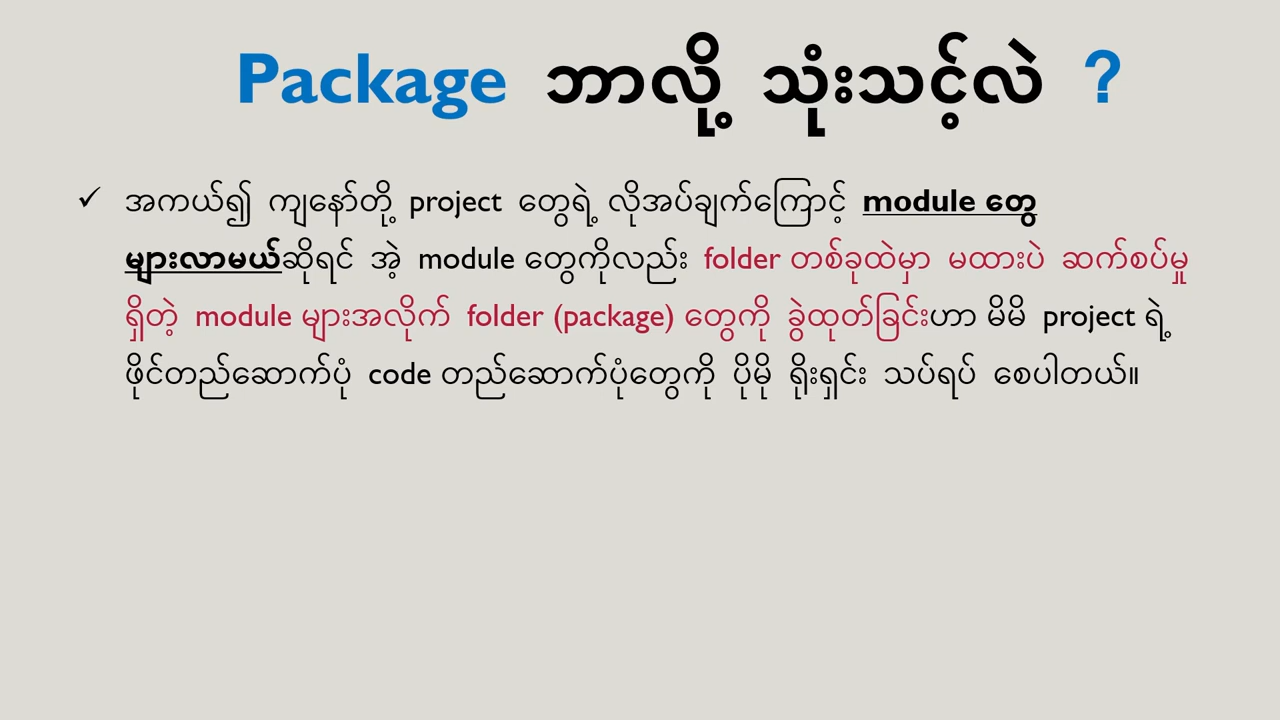 Package ဘာလို့ သုံးသင့်လဲ ?
✓ အကယ်၍ ကျနော်တို့ project တွေရဲ့ လိုအပ်ချက်ကြောင့် module တွေ
များလာမယ်ဆိုရင် အဲ့ module တွေကိုလည်း folder တစ်ခုထဲမှာ မထားပဲ ဆက်စပ်မှု
ရှိတဲ့ module များအလိုက် folder (package) တွေကို ခွဲထုတ်ခြင်းဟာ မိမိ project ရဲ့
ဖိုင်တည်ဆောက်ပုံ code တည်ဆောက်ပုံတွေကို ပိုမို ရိုးရှင်း သပ်ရပ် စေပါတယ်။